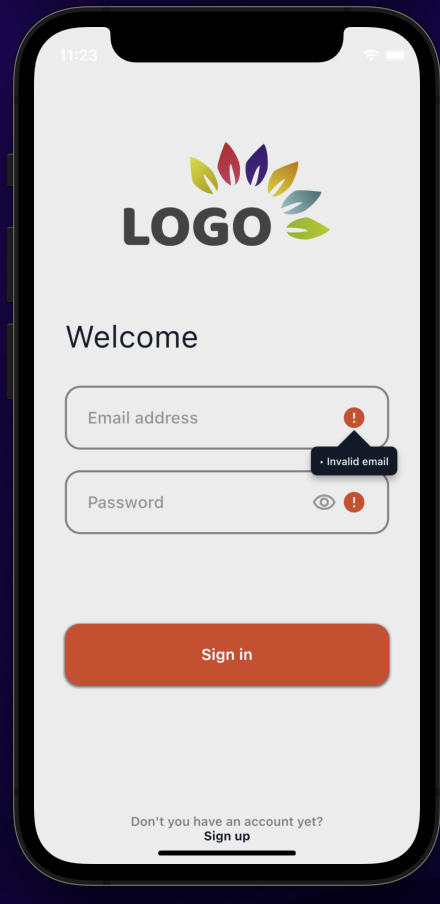 11:23
LOGO
Welcome
Email address
• Invalid email
Password
Sign in
Don't you have an account yet?
Sign up